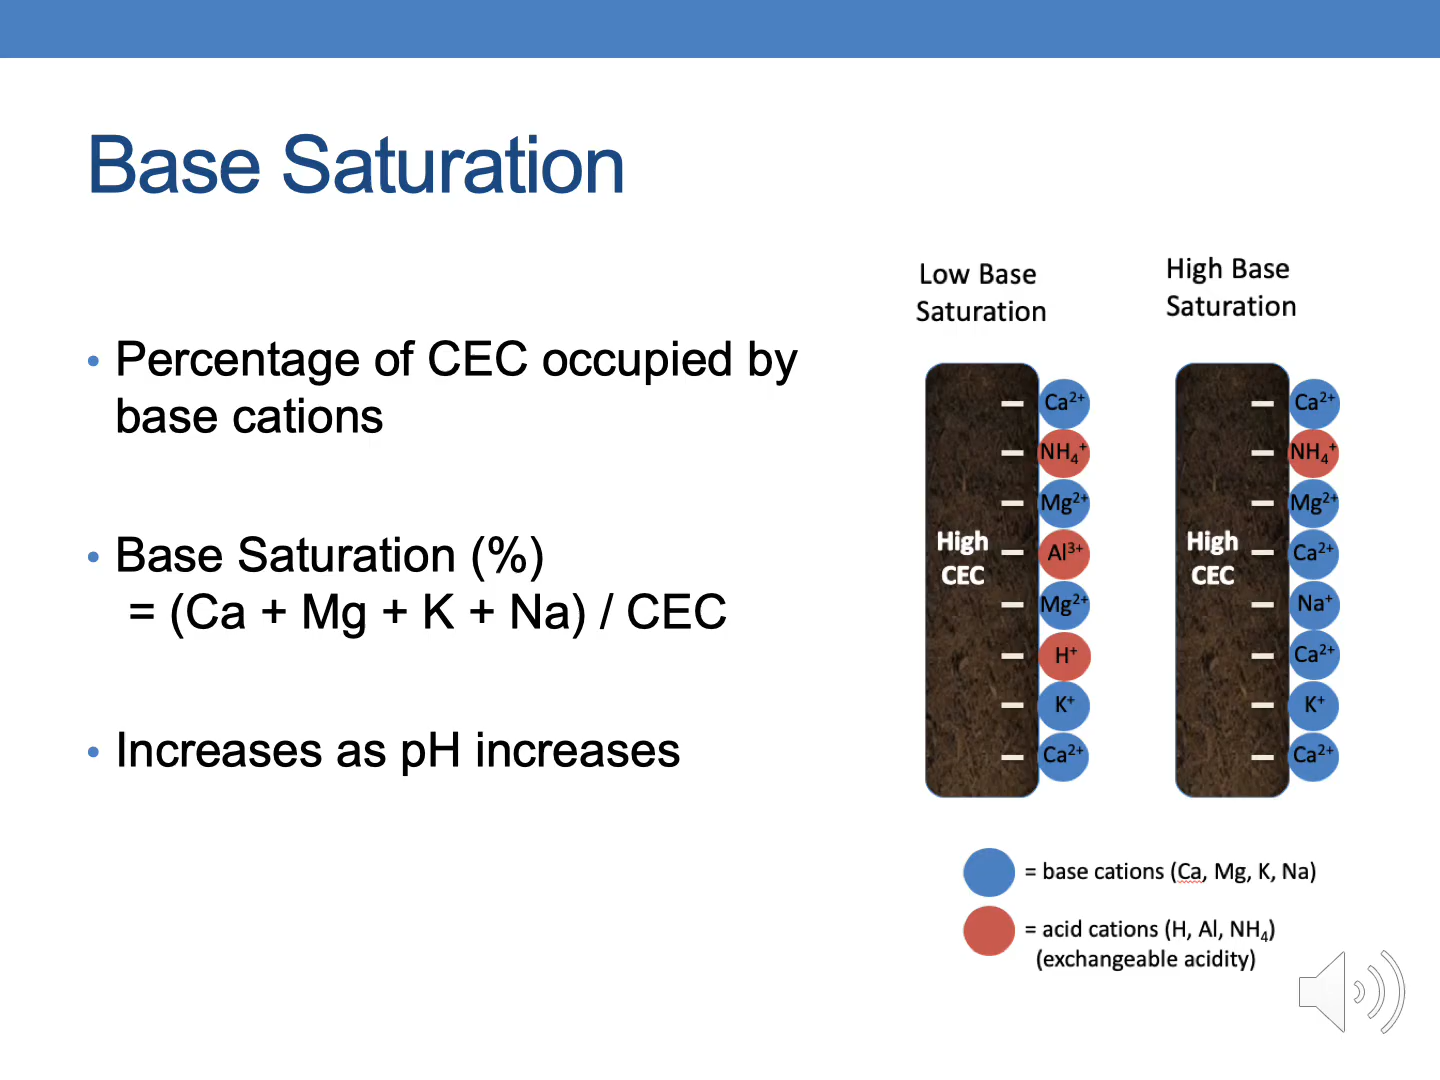 Base Saturation
• Percentage of CEC occupied by
base cations
• Base Saturation (%)
= (Ca + Mg + K + Na) / CEC
• Increases as pH increases
Low Base
Saturation
High
CEC
Ca²⁺
NH₄⁺
Mg²⁺
Al³⁺
Mg²⁺
H⁺
K⁺
Ca²⁺
High Base
Saturation
High
CEC
Ca²⁺
NH₄⁺
Mg²⁺
Ca²⁺
Na⁺
Ca²⁺
K⁺
Ca²⁺
= base cations (Ca, Mg, K, Na)
= acid cations (H, Al, NH₄)
(exchangeable acidity)